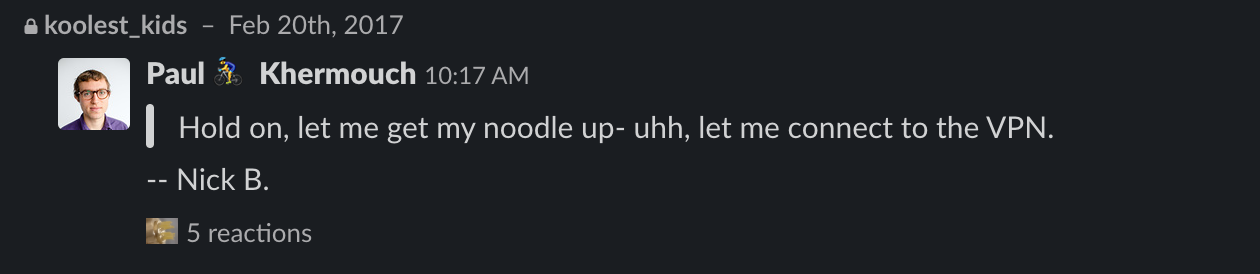 koolest_kids – Feb 20th, 2017
Paul Khermouch 10:17 AM
Hold on, let me get my noodle up- uhh, let me connect to the VPN.
-- Nick B.
5 reactions